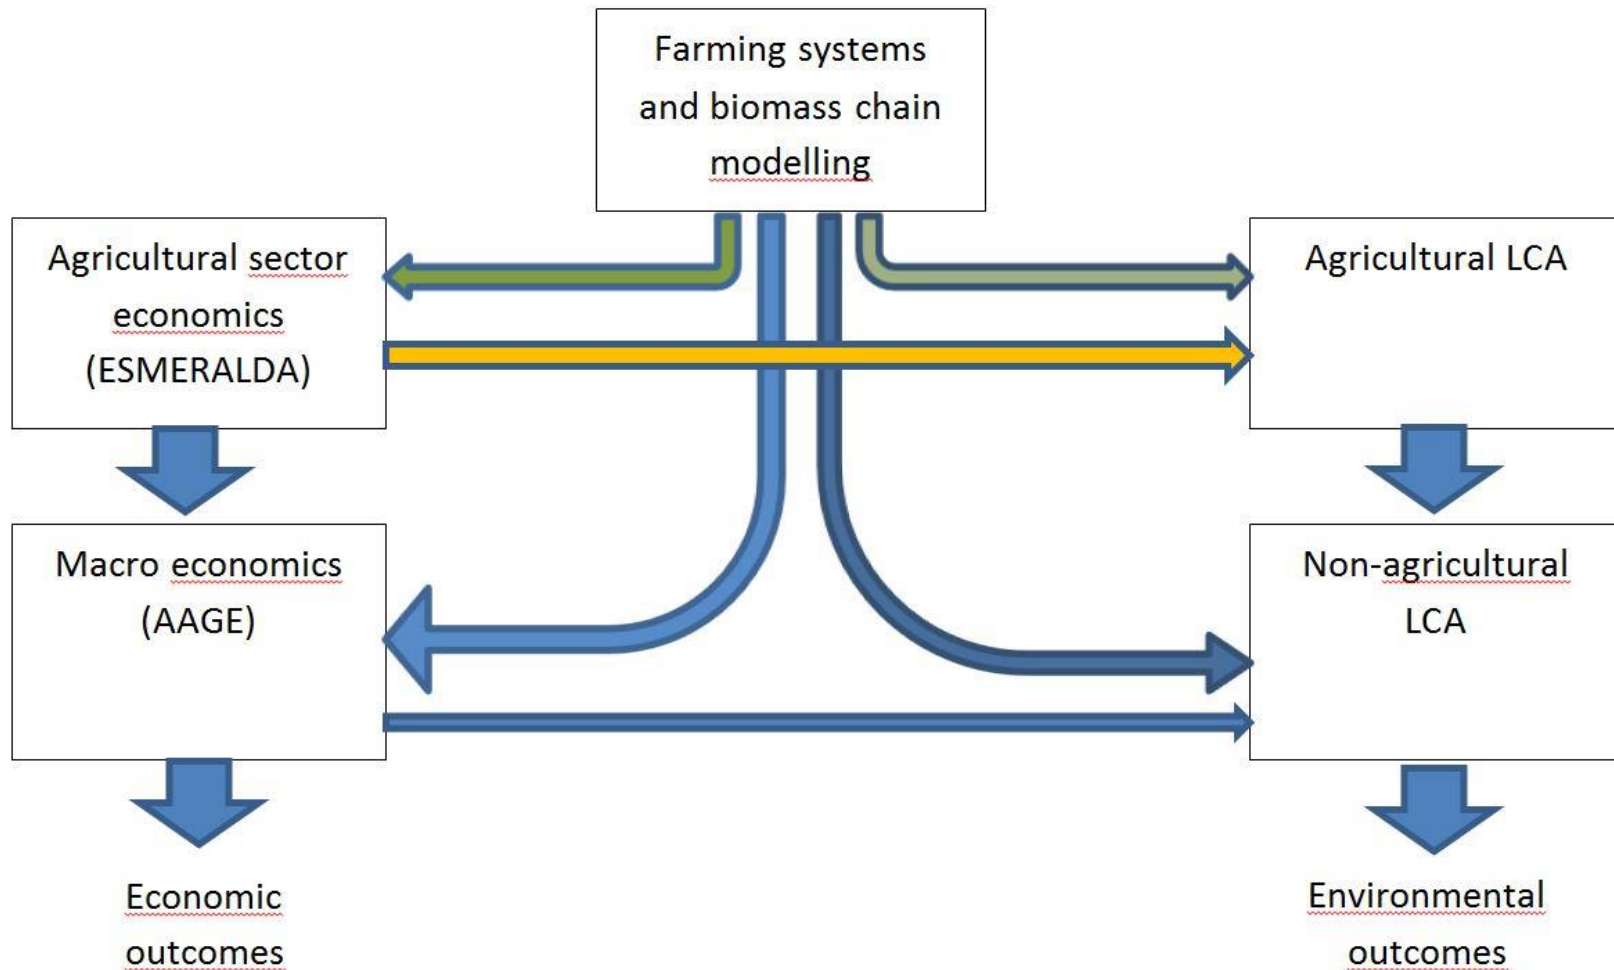 Farming systems
and biomass chain
modelling
Agricultural sector
economics
(ESMERALDA)
Agricultural LCA
Macro economics
(AAGE)
Non-agricultural
LCA
Economic
outcomes
Environmental
outcomes